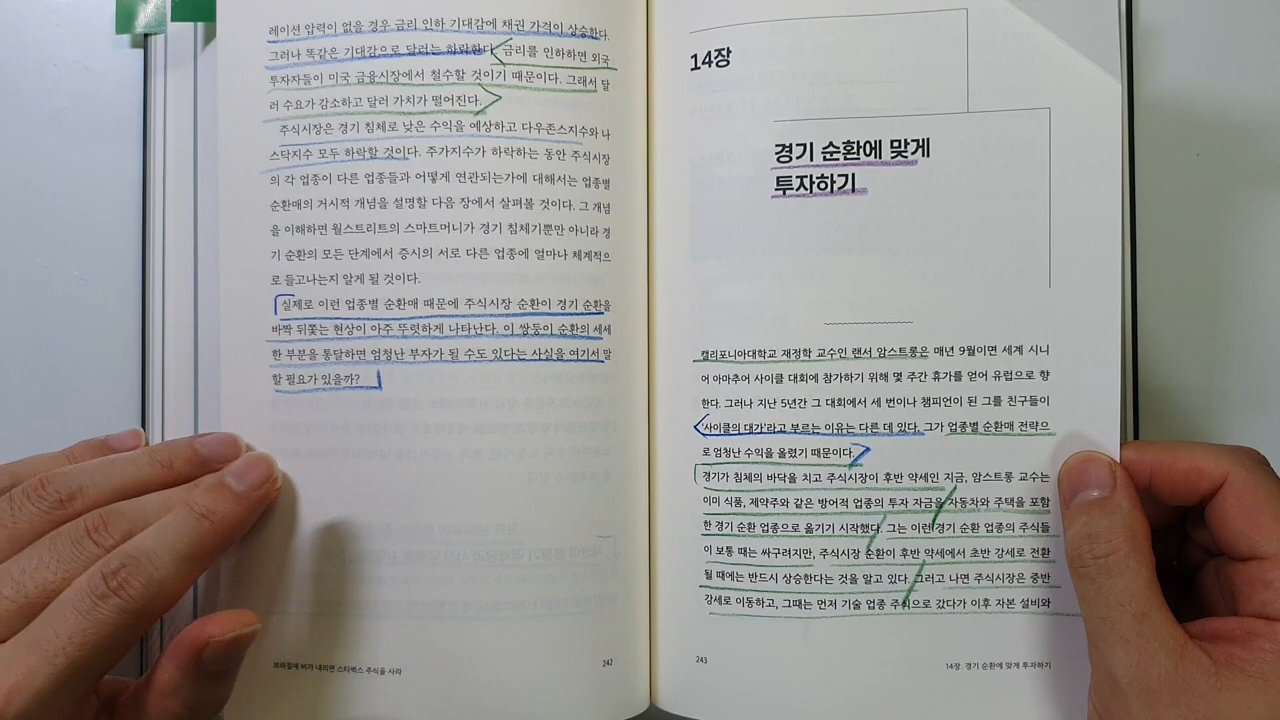 레이션 압력이 없을 경우 금리 인하 기대감에 채권 가격이 상승한다.
그러나 똑같은 기대감으로 달러는 하락한다. 금리를 인하하면 외국
투자자들이 미국 금융시장에서 철수할 것이기 때문이다. 그래서 달
러 수요가 감소하고 달러 가치가 떨어진다.
주식시장은 경기 침체로 낮은 수익을 예상하고 다우존스지수와 나
스닥지수 모두 하락할 것이다. 주가지수가 하락하는 동안 주식시장
의 각 업종이 다른 업종들과 어떻게 연관되는가에 대해서는 업종별
순환매의 거시적 개념을 설명할 다음 장에서 살펴볼 것이다. 그 개념
을 이해하면 월스트리트의 스마트머니가 경기 침체기뿐만 아니라 경
기 순환의 모든 단계에서 증시의 서로 다른 업종에 얼마나 체계적으
로 들고나는지 알게 될 것이다.
실제로 이런 업종별 순환매 때문에 주식시장 순환이 경기 순환을
바짝 뒤쫓는 현상이 아주 뚜렷하게 나타난다. 이 쌍둥이 순환의 세세
한 부분을 통달하면 엄청난 부자가 될 수도 있다는 사실을 여기서 말
할 필요가 있을까?
브라질에 비가 내리면 스타벅스 주식을 사라
242
14장
경기 순환에 맞게
투자하기
캘리포니아대학교 재정학 교수인 랜서 암스트롱은 매년 9월이면 세계 시니
어 아마추어 사이클 대회에 참가하기 위해 몇 주간 휴가를 얻어 유럽으로 향
한다. 그러나 지난 5년간 그 대회에서 세 번이나 챔피언이 된 그를 친구들이
'사이클의 대가'라고 부르는 이유는 다른 데 있다. 그가 업종별 순환매 전략으
로 엄청난 수익을 올렸기 때문이다.
경기가 침체의 바닥을 치고 주식시장이 후반 약세인 지금, 암스트롱 교수는
이미 식품, 제약주와 같은 방어적 업종의 투자 자금을 자동차와 주택을 포함
한 경기 순환 업종으로 옮기기 시작했다. 그는 이런 경기 순환 업종의 주식들
이 보통 때는 싸구려지만, 주식시장 순환이 후반 약세에서 초반 강세로 전환
될 때에는 반드시 상승한다는 것을 알고 있다. 그러고 나면 주식시장은 중반
강세로 이동하고, 그때는 먼저 기술 업종 주식으로 갔다가 이후 자본 설비와
243
14장. 경기 순환에 맞게 투자하기